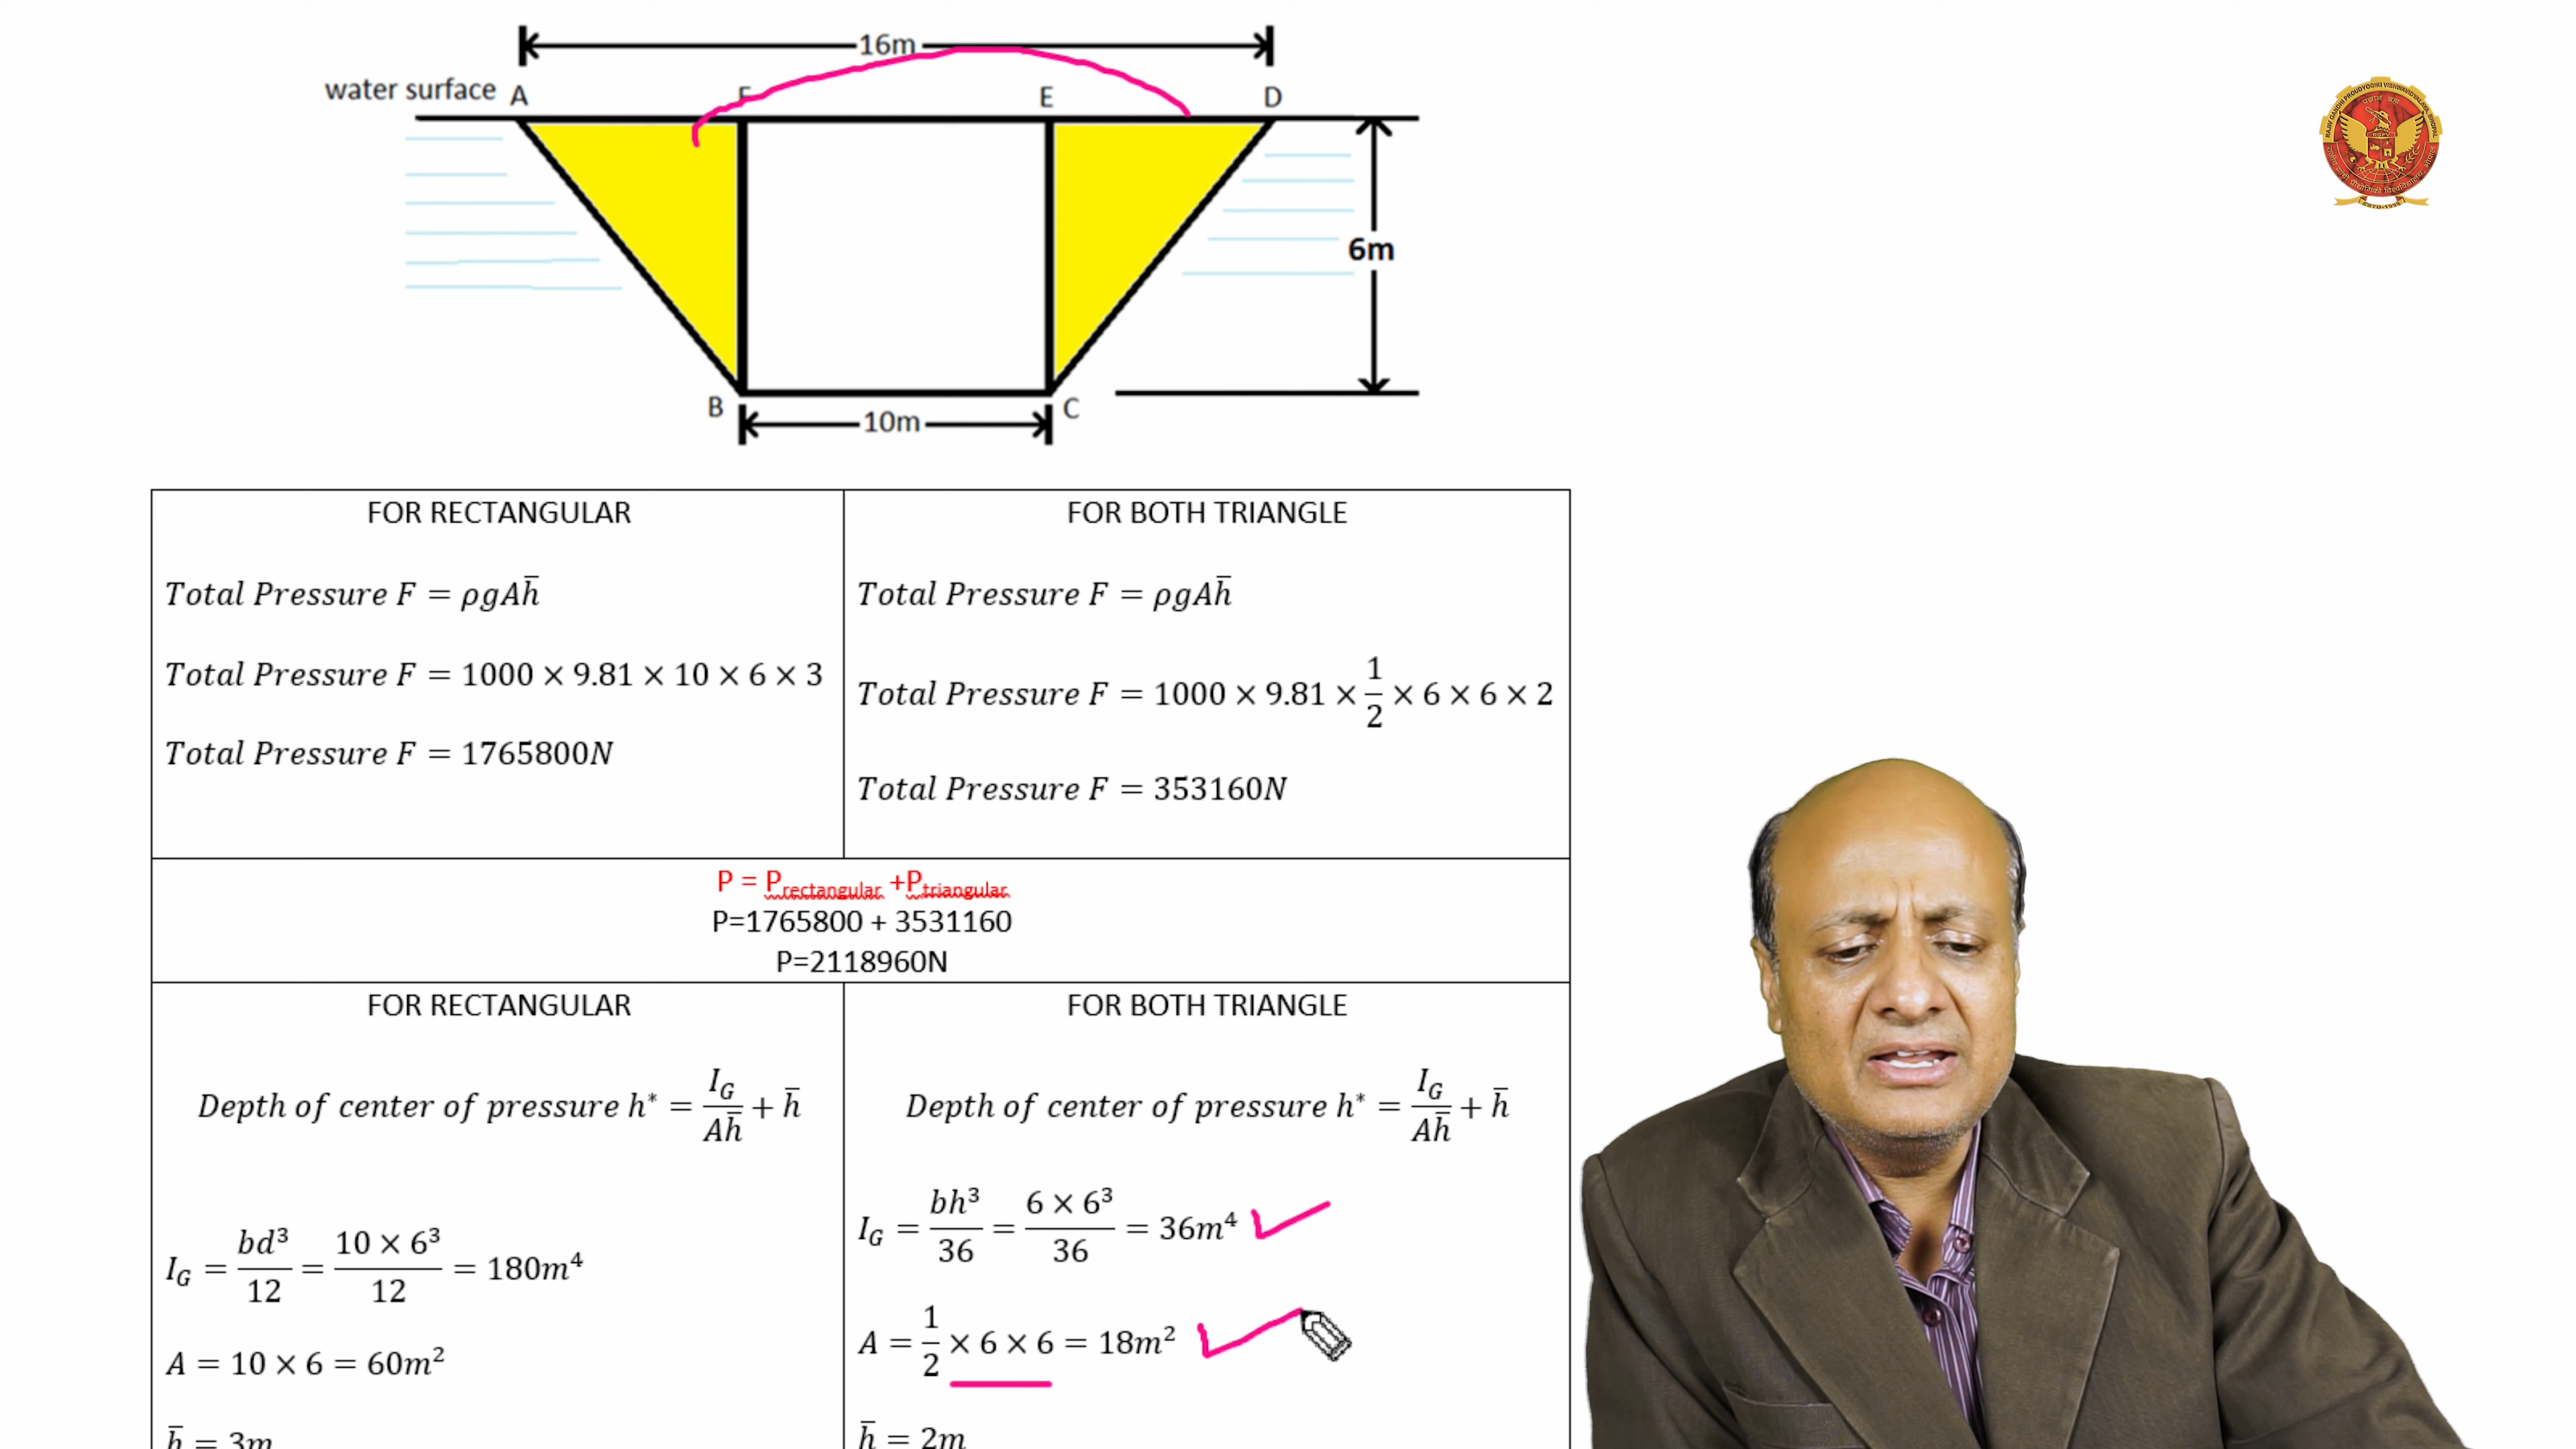 16m
water surface A F E D
6m
B C
10m
FOR RECTANGULAR
Total Pressure F = ρgAh̅
Total Pressure F = 1000 × 9.81 × 10 × 6 × 3
Total Pressure F = 1765800N
FOR BOTH TRIANGLE
Total Pressure F = ρgAh̅
Total Pressure F = 1000 × 9.81 × 1/2 × 6 × 6 × 2
Total Pressure F = 353160N
P = Prectangular +Ptriangular
P=1765800 + 3531160
P=2118960N
FOR RECTANGULAR
Depth of center of pressure h* = I_G/Ah̅ + h̅
I_G = bd³/12 = 10 × 6³/12 = 180m⁴
A = 10 × 6 = 60m²
h̅ = 3m
FOR BOTH TRIANGLE
Depth of center of pressure h* = I_G/Ah̅ + h̅
I_G = bh³/36 = 6 × 6³/36 = 36m⁴
A = 1/2 × 6 × 6 = 18m²
h̅ = 2m